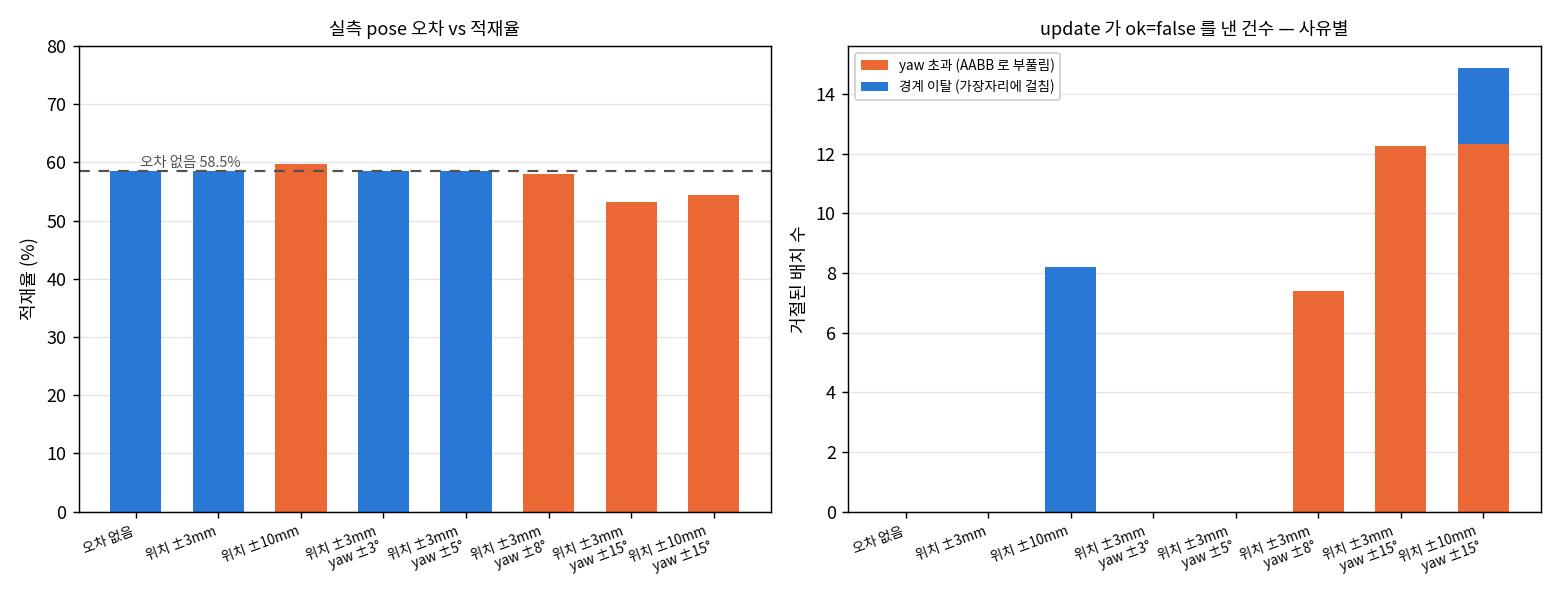 실측 pose 오차 vs 적재율
80
70
60
50
40
30
20
10
0
적재율 (%)
오차 없음 58.5%
오차 없음
위치 ±3mm
위치 ±10mm
위치 ±3mm
yaw ±3°
위치 ±3mm
yaw ±5°
위치 ±3mm
yaw ±8°
위치 ±3mm
yaw ±15°
위치 ±10mm
yaw ±15°
update 가 ok=false 를 낸 건수 — 사유별
yaw 초과 (AABB 로 부풀림)
경계 이탈 (가장자리에 걸침)
14
12
10
8
6
4
2
0
거절된 배치 수
오차 없음
위치 ±3mm
위치 ±10mm
위치 ±3mm
yaw ±3°
위치 ±3mm
yaw ±5°
위치 ±3mm
yaw ±8°
위치 ±3mm
yaw ±15°
위치 ±10mm
yaw ±15°